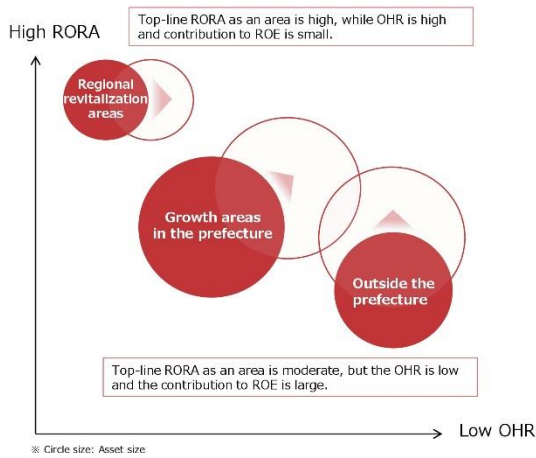 High RORA
Top-line RORA as an area is high, while OHR is high
and contribution to ROE is small.
Regional
revitalization
areas
Growth areas
in the prefecture
Outside the
prefecture
Top-line RORA as an area is moderate, but the OHR is low
and the contribution to ROE is large.
Low OHR
※ Circle size: Asset size